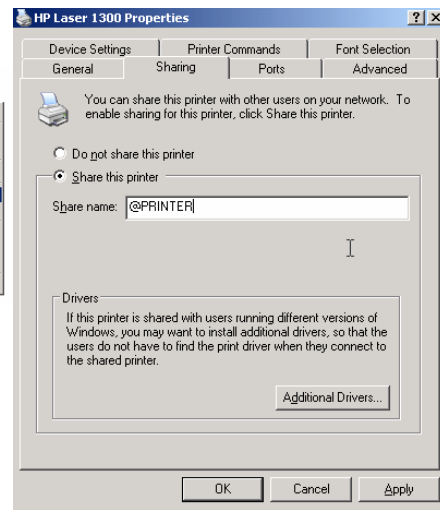 HP Laser 1300 Properties
Device Settings Printer Commands Font Selection
General Sharing Ports Advanced
You can share this printer with other users on your network. To
enable sharing for this printer, click Share this printer.
Do not share this printer
Share this printer
Share name: @PRINTER
Drivers
If this printer is shared with users running different versions of
Windows, you may want to install additional drivers, so that the
users do not have to find the print driver when they connect to
the shared printer.
Additional Drivers...
OK Cancel Apply